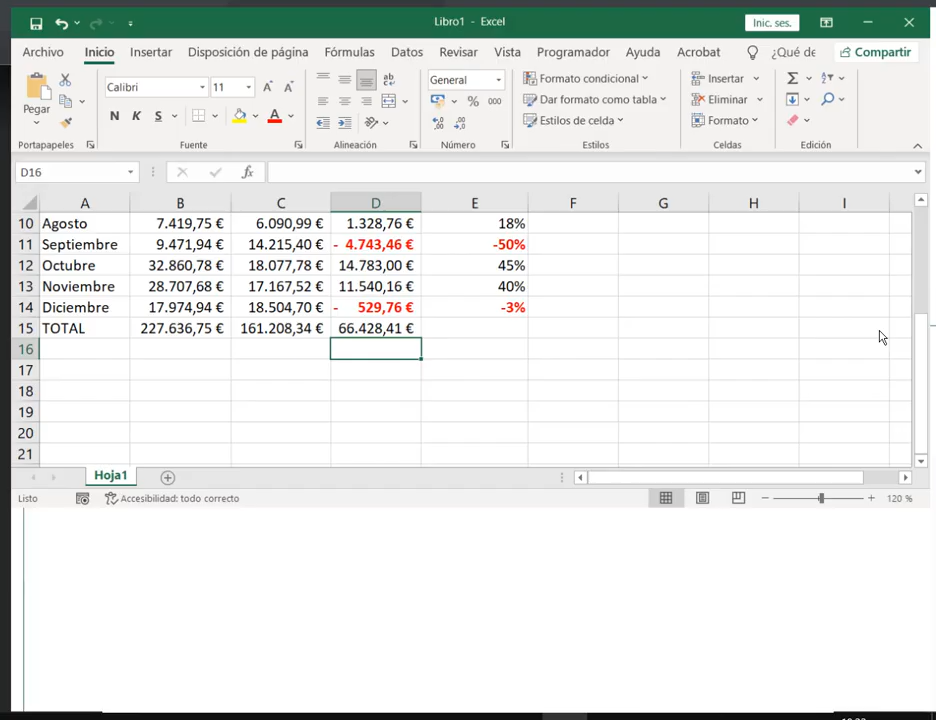 Libro1 - Excel
Inic. ses.
Archivo Inicio Insertar Disposición de página Fórmulas Datos Revisar Vista Programador Ayuda Acrobat ¿Qué de Compartir
Pegar
Calibri 11
N K S
General
% 000
Formato condicional
Dar formato como tabla
Estilos de celda
Insertar
Eliminar
Formato
Portapapeles Fuente Alineación Número Estilos Celdas Edición
D16 fx
A B C D E F G H I
10 Agosto 7.419,75 € 6.090,99 € 1.328,76 € 18%
11 Septiembre 9.471,94 € 14.215,40 € - 4.743,46 € -50%
12 Octubre 32.860,78 € 18.077,78 € 14.783,00 € 45%
13 Noviembre 28.707,68 € 17.167,52 € 11.540,16 € 40%
14 Diciembre 17.974,94 € 18.504,70 € - 529,76 € -3%
15 TOTAL 227.636,75 € 161.208,34 € 66.428,41 €
16
17
18
19
20
21
Hoja1
Listo Accesibilidad: todo correcto 120 %